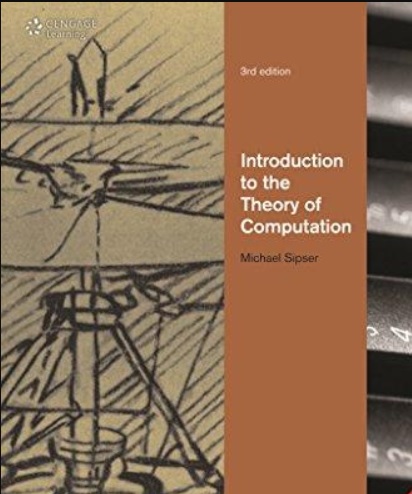 CENGAGE
Learning
3rd edition
Introduction
to the
Theory of
Computation
Michael Sipser